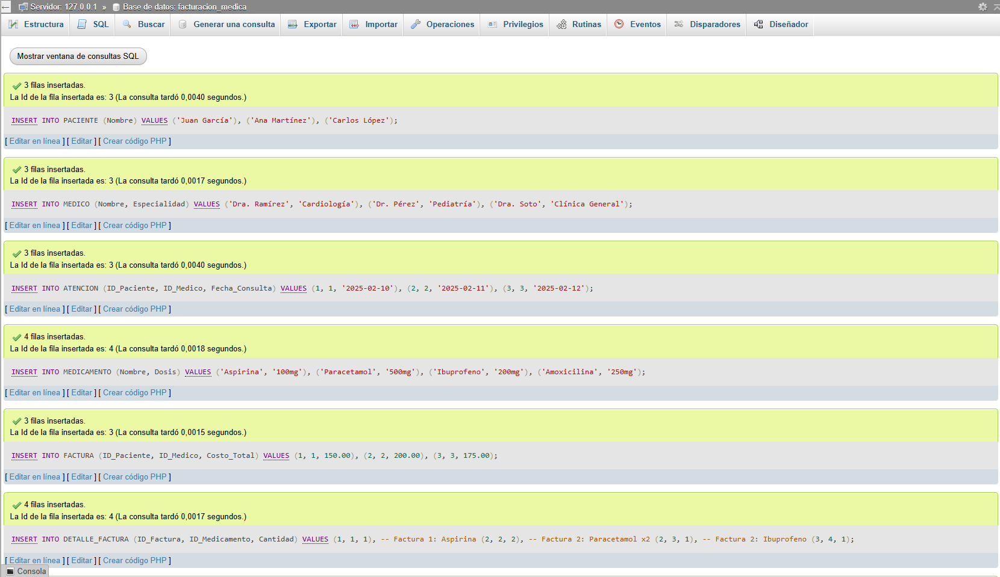 Servidor: 127.0.0.1 » Base de datos: facturacion_medica
Estructura SQL Buscar Generar una consulta Exportar Importar Operaciones Privilegios Rutinas Eventos Disparadores Diseñador
Mostrar ventana de consultas SQL
3 filas insertadas.
La Id de la fila insertada es: 3 (La consulta tardó 0,0040 segundos.)
INSERT INTO PACIENTE (Nombre) VALUES ('Juan García'), ('Ana Martínez'), ('Carlos López');
[ Editar en línea ] [ Editar ] [ Crear código PHP ]
3 filas insertadas.
La Id de la fila insertada es: 3 (La consulta tardó 0,0017 segundos.)
INSERT INTO MEDICO (Nombre, Especialidad) VALUES ('Dra. Ramírez', 'Cardiología'), ('Dr. Pérez', 'Pediatría'), ('Dra. Soto', 'Clínica General');
[ Editar en línea ] [ Editar ] [ Crear código PHP ]
3 filas insertadas.
La Id de la fila insertada es: 3 (La consulta tardó 0,0040 segundos.)
INSERT INTO ATENCION (ID_Paciente, ID_Medico, Fecha_Consulta) VALUES (1, 1, '2025-02-10'), (2, 2, '2025-02-11'), (3, 3, '2025-02-12');
[ Editar en línea ] [ Editar ] [ Crear código PHP ]
4 filas insertadas.
La Id de la fila insertada es: 4 (La consulta tardó 0,0018 segundos.)
INSERT INTO MEDICAMENTO (Nombre, Dosis) VALUES ('Aspirina', '100mg'), ('Paracetamol', '500mg'), ('Ibuprofeno', '200mg'), ('Amoxicilina', '250mg');
[ Editar en línea ] [ Editar ] [ Crear código PHP ]
3 filas insertadas.
La Id de la fila insertada es: 3 (La consulta tardó 0,0015 segundos.)
INSERT INTO FACTURA (ID_Paciente, ID_Medico, Costo_Total) VALUES (1, 1, 150.00), (2, 2, 200.00), (3, 3, 175.00);
[ Editar en línea ] [ Editar ] [ Crear código PHP ]
4 filas insertadas.
La Id de la fila insertada es: 4 (La consulta tardó 0,0017 segundos.)
INSERT INTO DETALLE_FACTURA (ID_Factura, ID_Medicamento, Cantidad) VALUES (1, 1, 1), -- Factura 1: Aspirina (2, 2, 2), -- Factura 2: Paracetamol x2 (2, 3, 1), -- Factura 2: Ibuprofeno (3, 4, 1);
[ Editar en línea ] [ Editar ] [ Crear código PHP ]
Consola